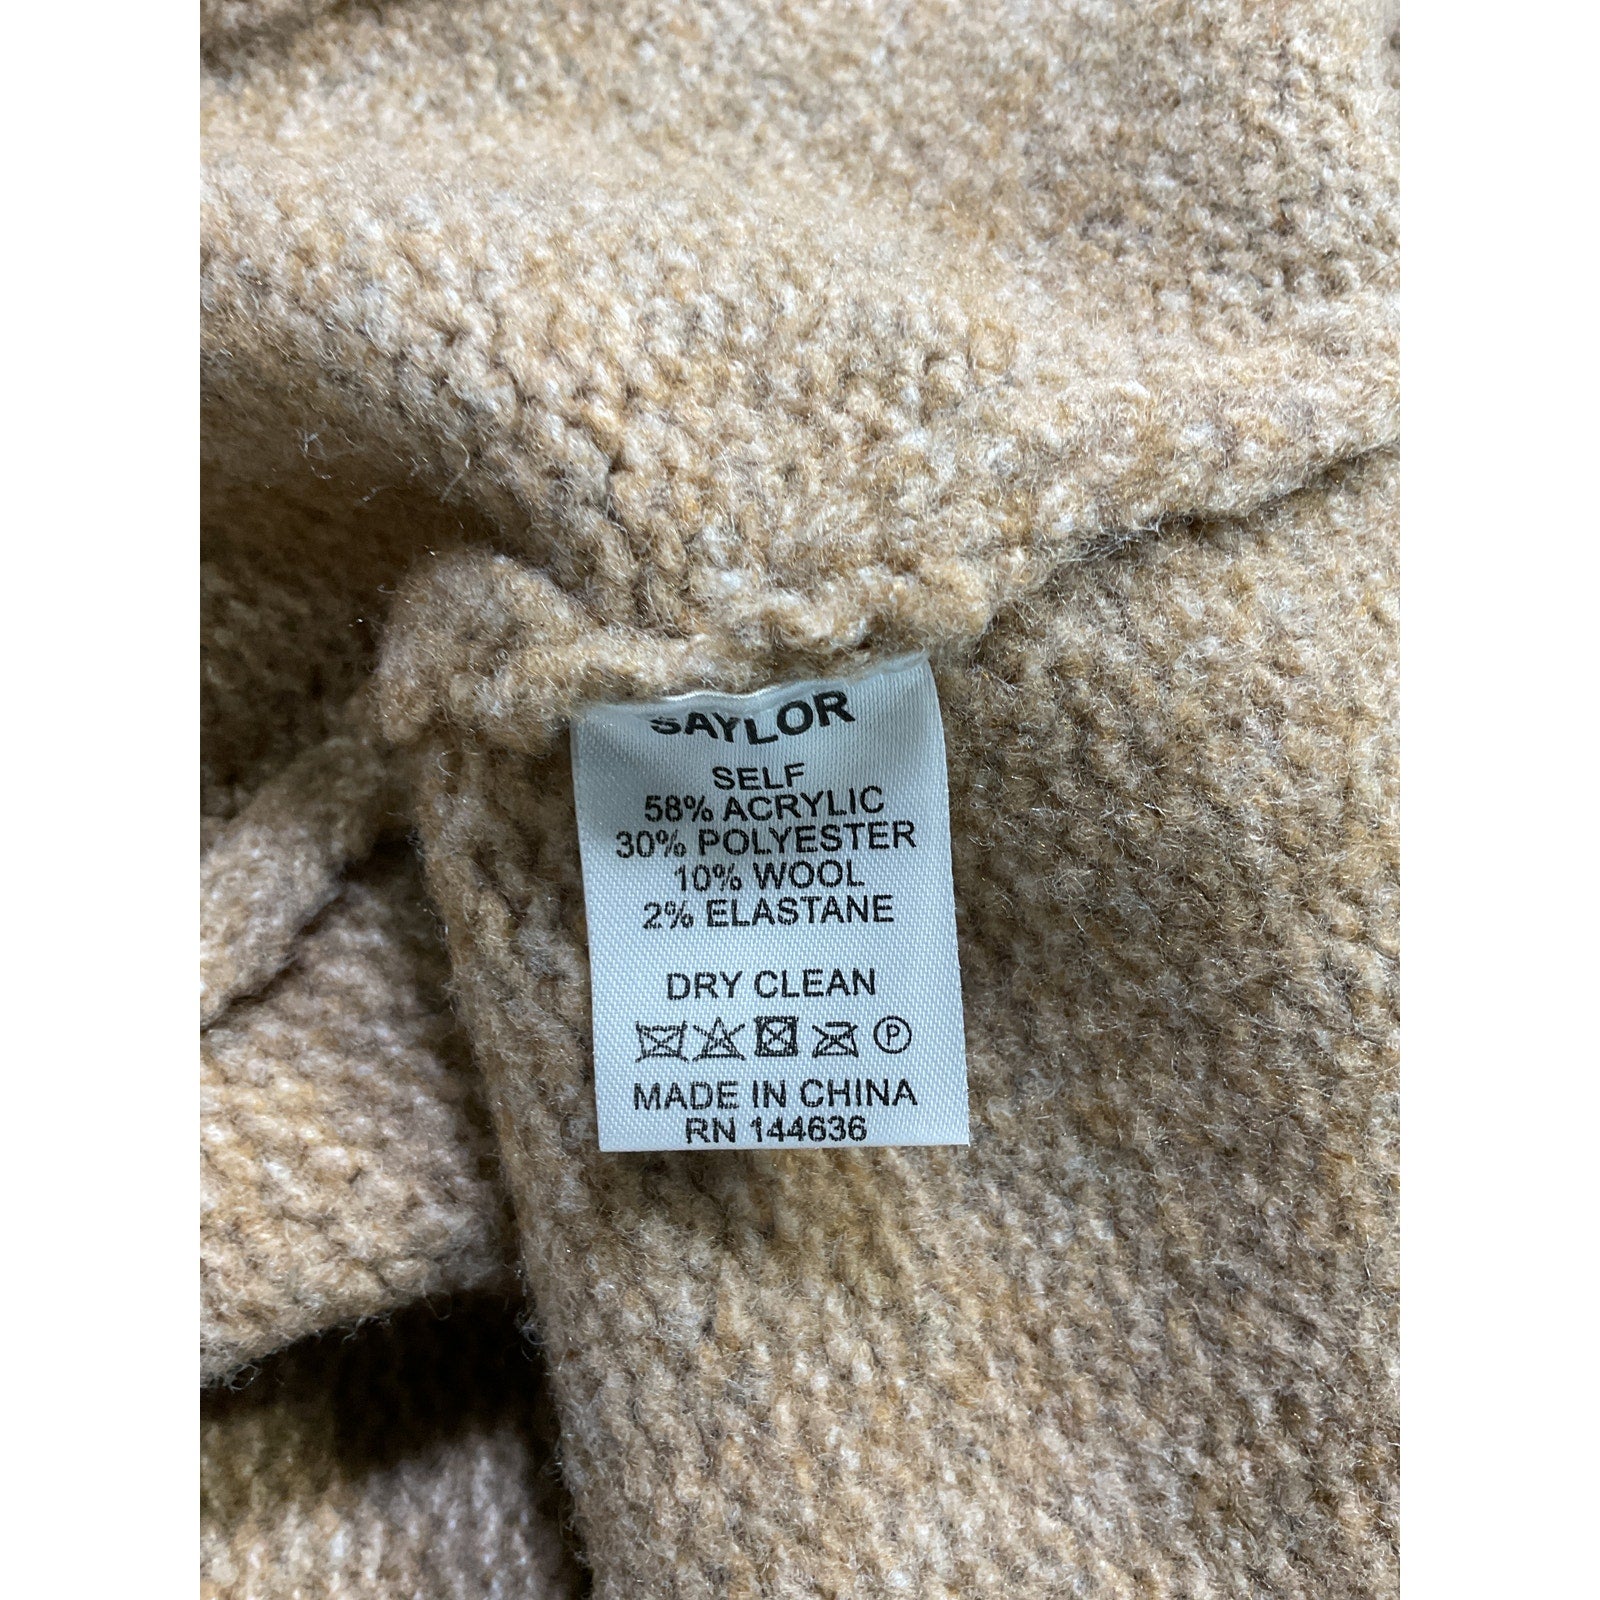 SAYLOR
SELF
58% ACRYLIC
30% POLYESTER
10% WOOL
2% ELASTANE
DRY CLEAN
P
MADE IN CHINA
RN 144636